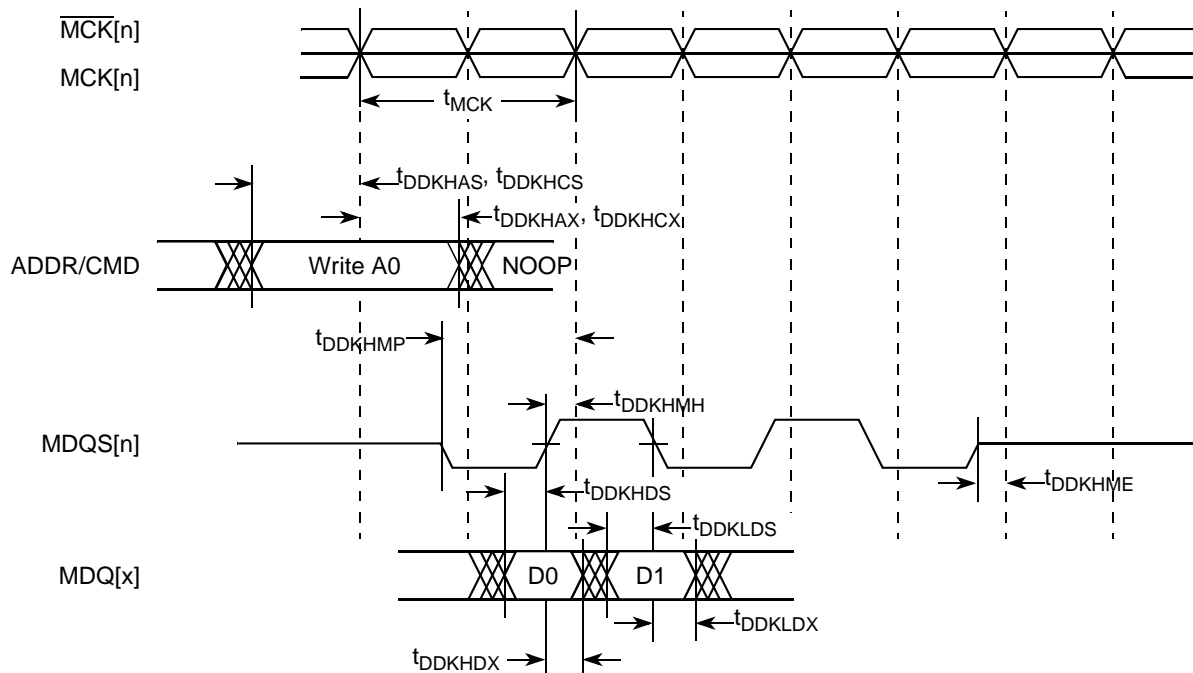 MCK[n]
MCK[n]
tMCK
tDDKHAS, tDDKHCS
tDDKHAX, tDDKHCX
ADDR/CMD
Write A0
NOOP
tDDKHMP
tDDKHMH
MDQS[n]
tDDKHDS
tDDKHME
tDDKLDS
MDQ[x]
D0
D1
tDDKLDX
tDDKHDX